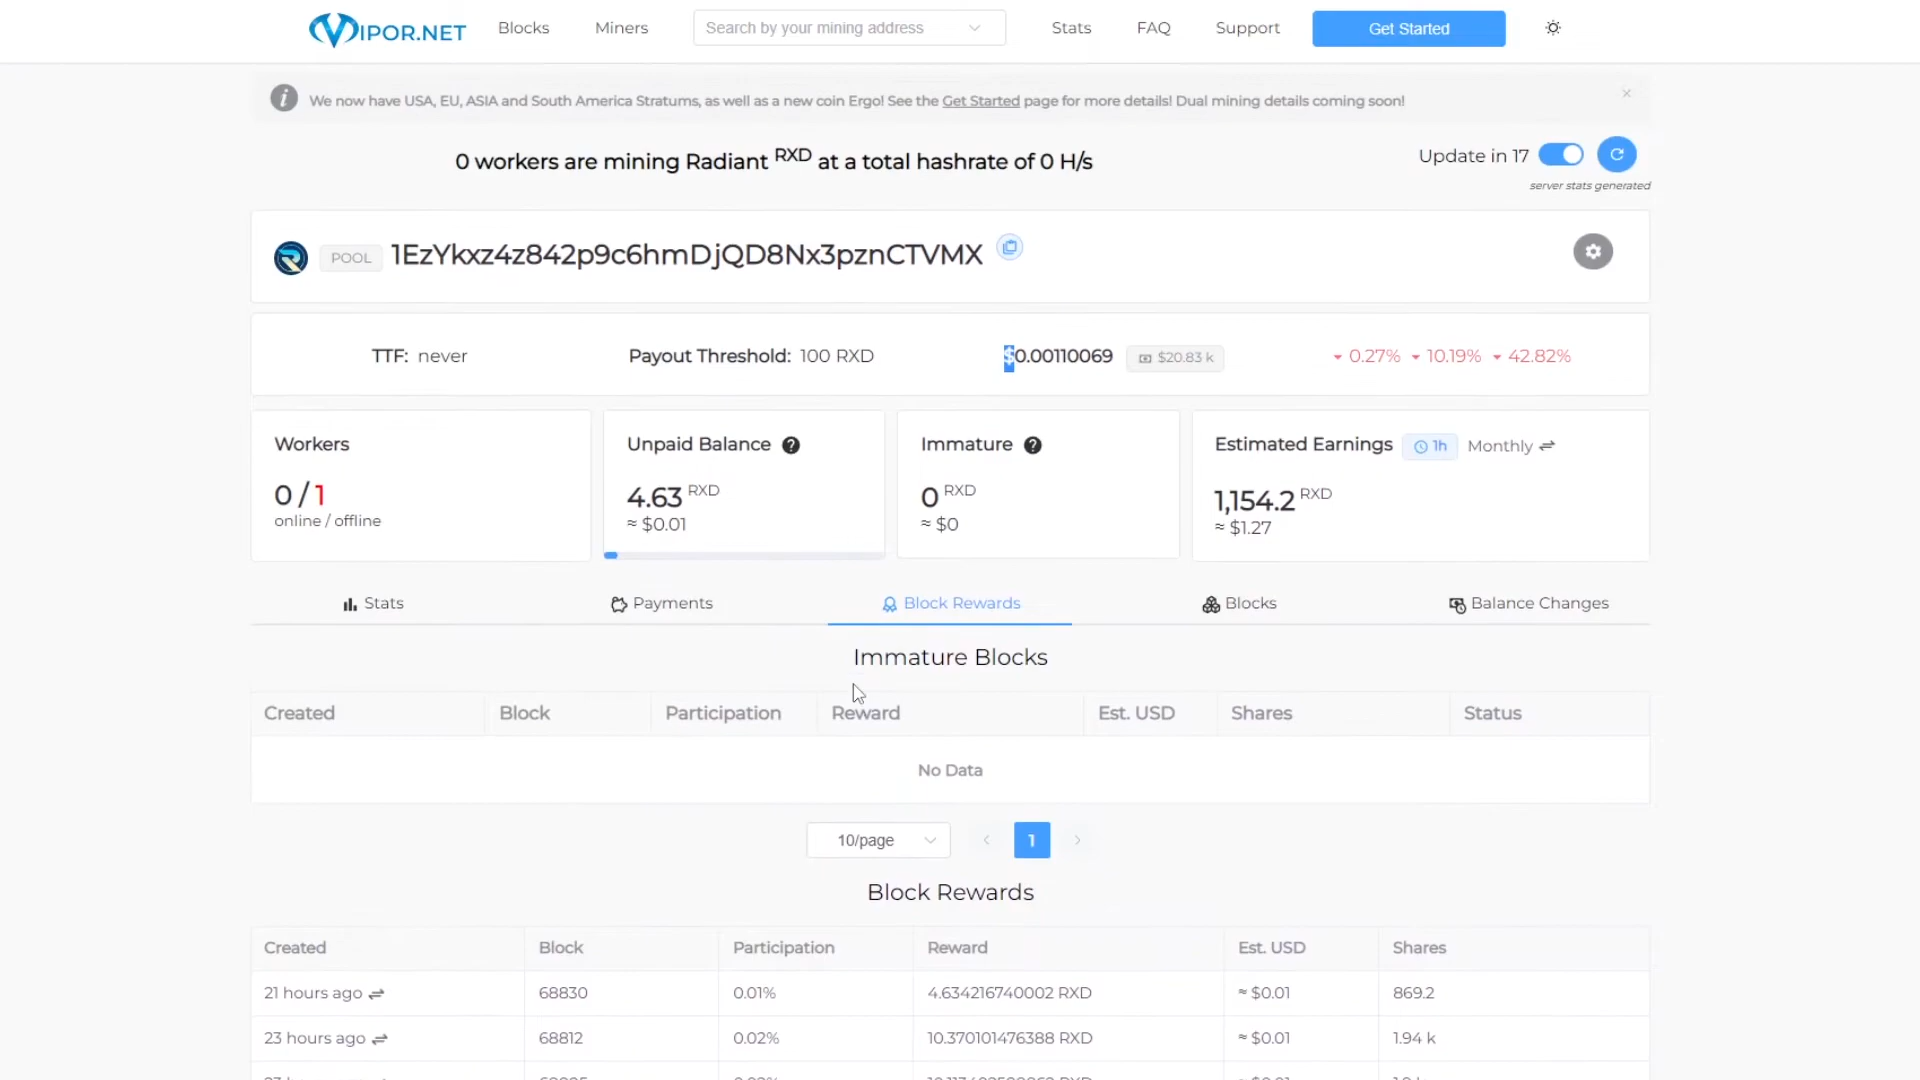 VIPOR.NET Blocks Miners Search by your mining address Stats FAQ Support Get Started
We now have USA, EU, ASIA and South America Stratums, as well as a new coin Ergo! See the Get Started page for more details! Dual mining details coming soon!
0 workers are mining Radiant RXD at a total hashrate of 0 H/s
Update in 17
server stats generated
POOL 1EzYkxz4z842p9c6hmDjQD8Nx3pznCTVMX
TTF: never Payout Threshold: 100 RXD $0.00110069 $20.83 k 0.27% 10.19% 42.82%
Workers Unpaid Balance Immature Estimated Earnings 1h Monthly
0 / 1 4.63 RXD 0 RXD 1,154.2 RXD
online / offline ≈ $0.01 ≈ $0 ≈ $1.27
Stats Payments Block Rewards Blocks Balance Changes
Immature Blocks
Created Block Participation Reward Est. USD Shares Status
No Data
10/page 1
Block Rewards
Created Block Participation Reward Est. USD Shares
21 hours ago 68830 0.01% 4.634216740002 RXD ≈ $0.01 869.2
23 hours ago 68812 0.02% 10.370101476388 RXD ≈ $0.01 1.94 k